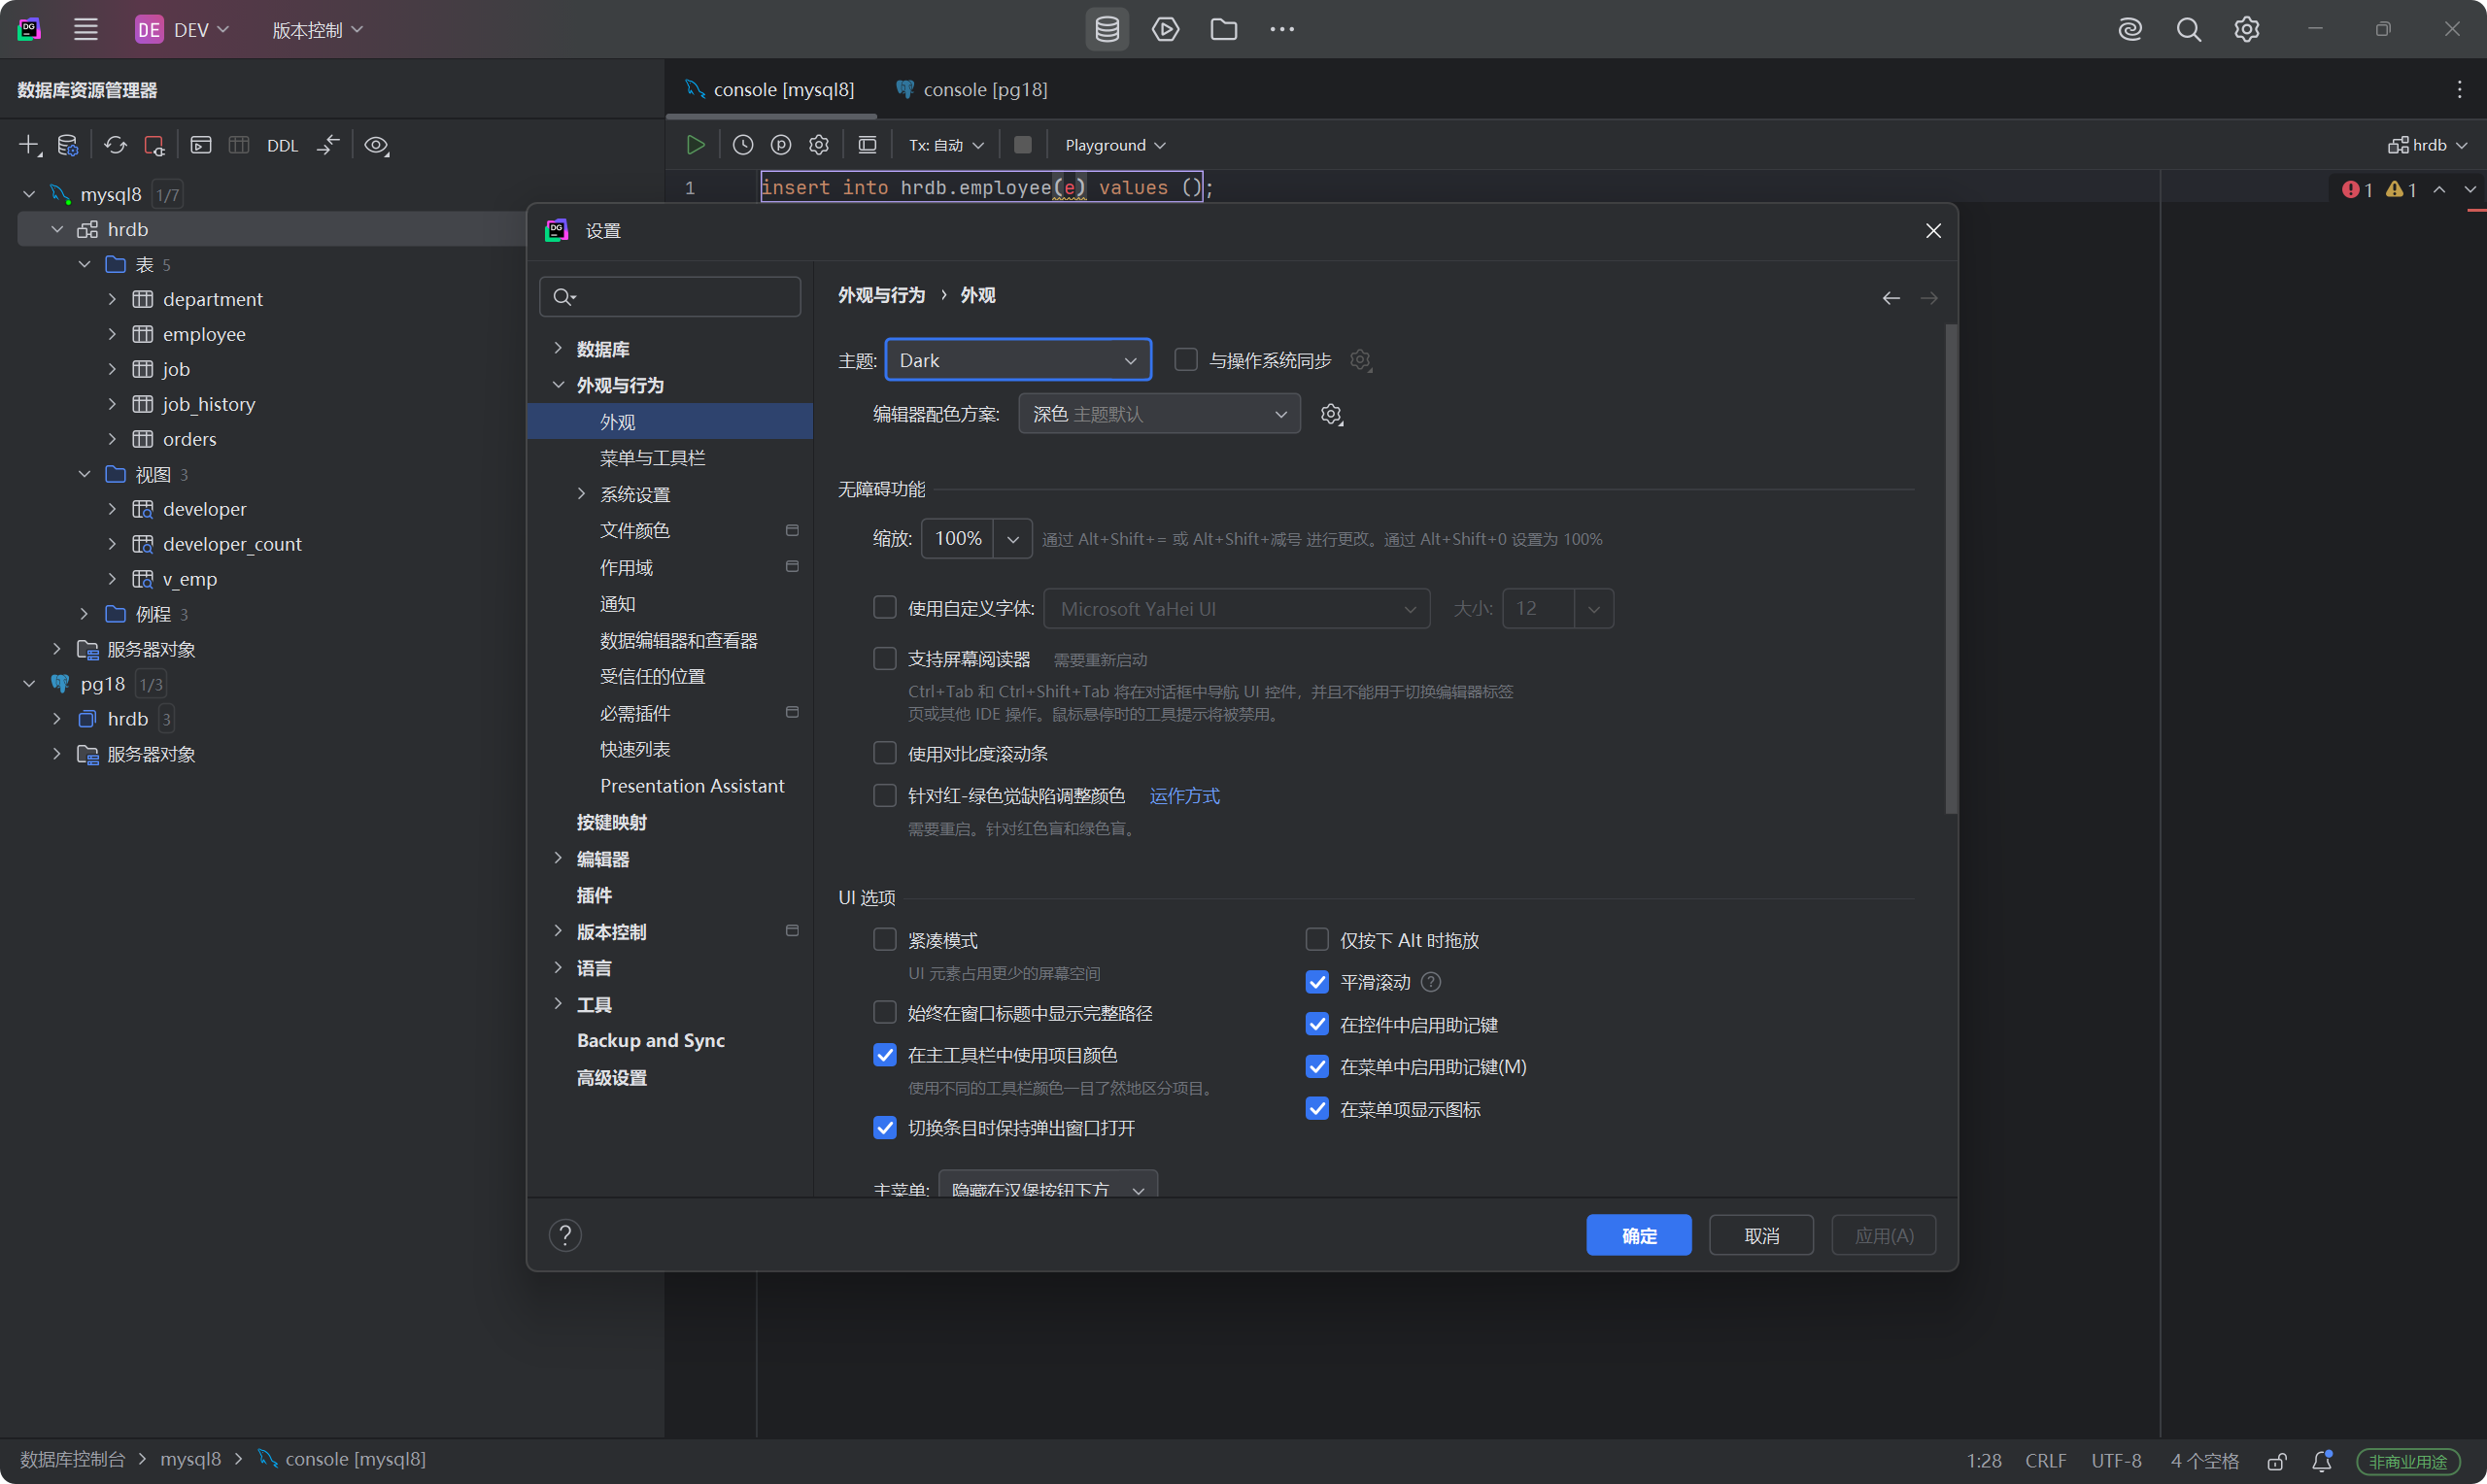 DG DE DEV 版本控制
数据库资源管理器
console [mysql8] console [pg18]
DDL
Tx: 自动 Playground hrdb
mysql8 1/7
hrdb
表 5
department
employee
job
job_history
orders
视图 3
developer
developer_count
v_emp
例程 3
服务器对象
pg18 1/3
hrdb 3
服务器对象
1 insert into hrdb.employee(e) values ();
1 1
DG 设置
数据库
外观与行为
外观
菜单与工具栏
系统设置
文件颜色
作用域
通知
数据编辑器和查看器
受信任的位置
必需插件
快速列表
Presentation Assistant
按键映射
编辑器
插件
版本控制
语言
工具
Backup and Sync
高级设置
外观与行为 › 外观
主题: Dark 与操作系统同步
编辑器配色方案: 深色 主题默认
无障碍功能
缩放: 100% 通过 Alt+Shift+= 或 Alt+Shift+减号 进行更改。通过 Alt+Shift+0 设置为 100%
使用自定义字体: Microsoft YaHei UI 大小: 12
支持屏幕阅读器 需要重新启动
Ctrl+Tab 和 Ctrl+Shift+Tab 将在对话框中导航 UI 控件，并且不能用于切换编辑器标签
页或其他 IDE 操作。鼠标悬停时的工具提示将被禁用。
使用对比度滚动条
针对红-绿色觉缺陷调整颜色 运作方式
需要重启。针对红色盲和绿色盲。
UI 选项
紧凑模式
UI 元素占用更少的屏幕空间
始终在窗口标题中显示完整路径
在主工具栏中使用项目颜色
使用不同的工具栏颜色一目了然地区分项目。
切换条目时保持弹出窗口打开
仅按下 Alt 时拖放
平滑滚动 ?
在控件中启用助记键
在菜单中启用助记键(M)
在菜单项显示图标
主菜单: 隐藏在汉堡按钮下方
? 确定 取消 应用(A)
数据库控制台 mysql8 console [mysql8]
1:28 CRLF UTF-8 4 个空格 非商业用途